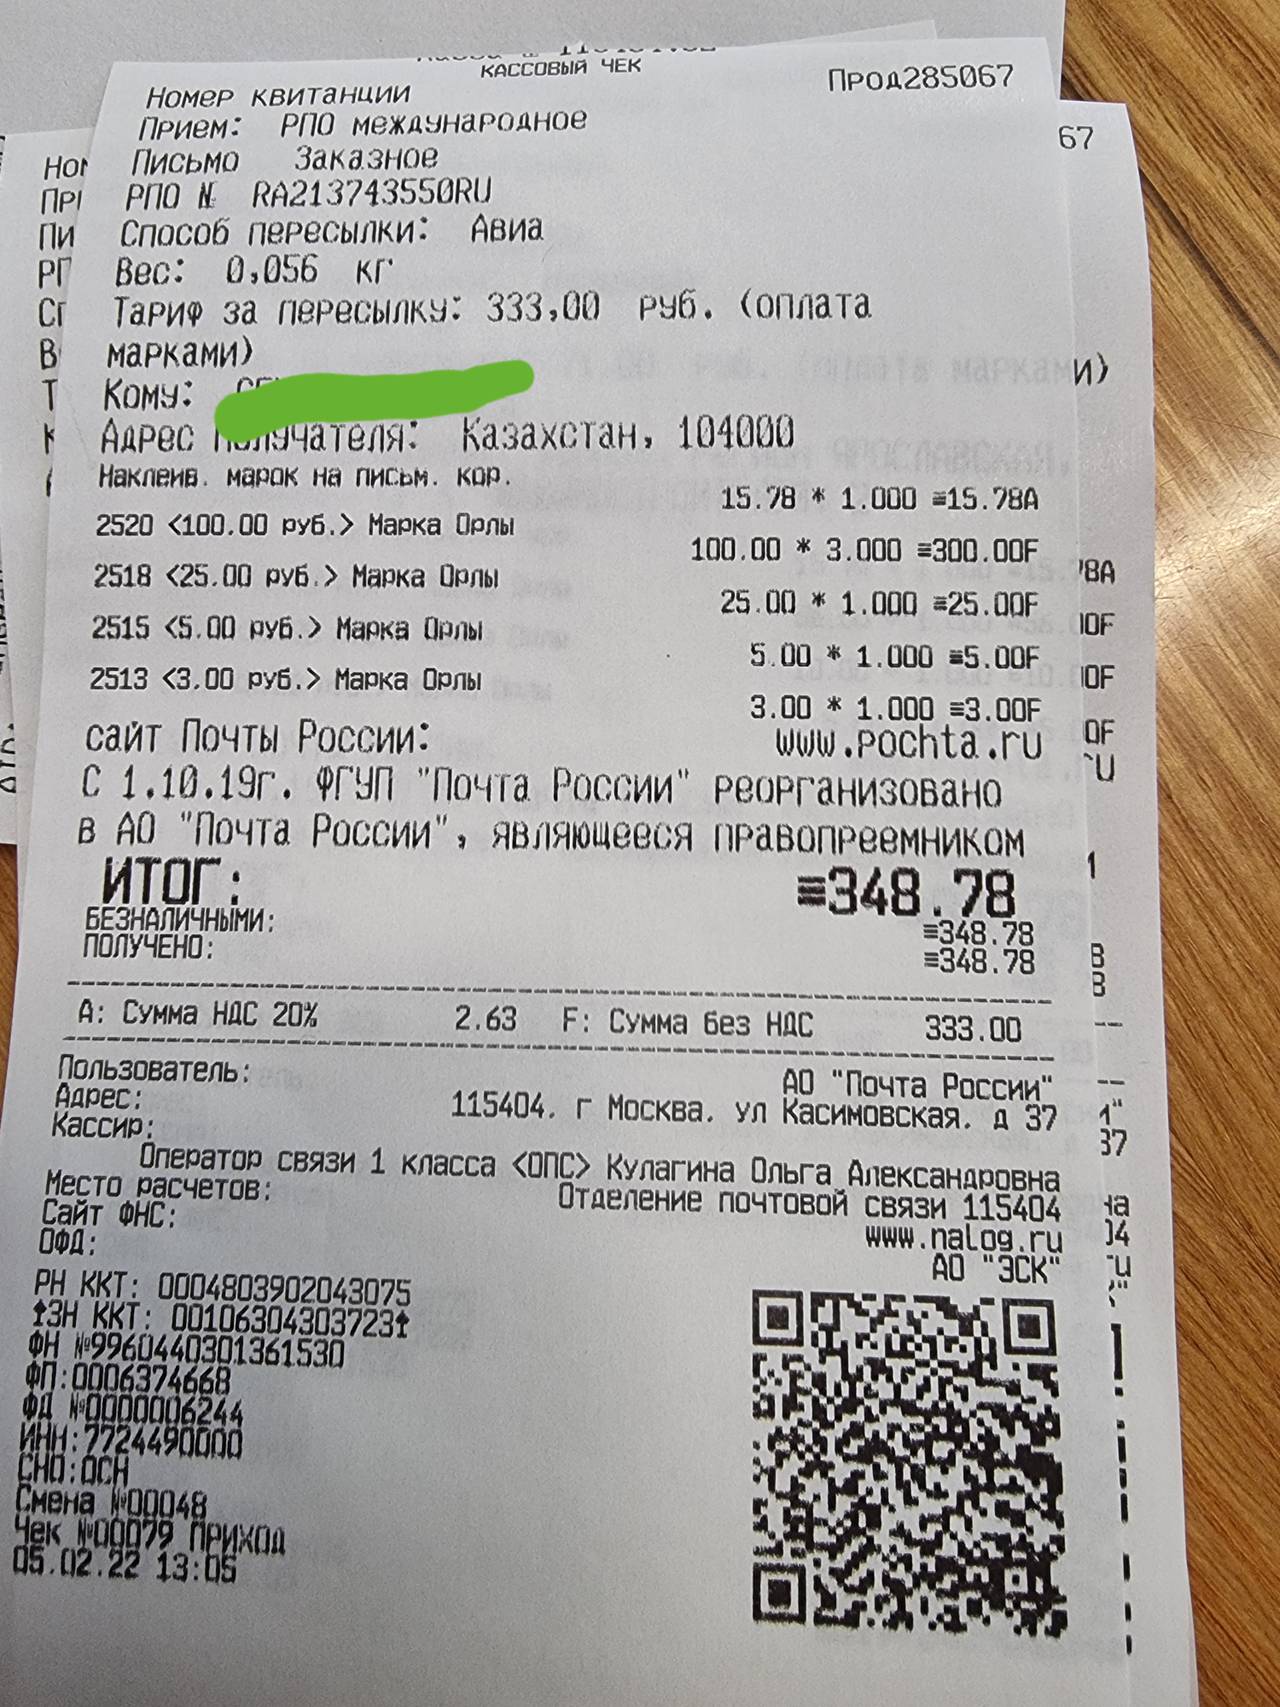 КАССОВЫЙ ЧЕК
Номер квитанции Прод285067
Прием: РПО международное
Письмо Заказное
РПО № RA213743550RU
Способ пересылки: Авиа
Вес: 0,056 кг
Тариф за пересылку: 333,00 руб. (оплата
марками)
Кому:
Адрес получателя: Казахстан, 104000
Наклеив. марок на письм. кор.
15.78 * 1.000 ≡15.78А
2520 <100.00 руб.> Марка Орлы
100.00 * 3.000 ≡300.00F
2518 <25.00 руб.> Марка Орлы
25.00 * 1.000 ≡25.00F
2515 <5.00 руб.> Марка Орлы
5.00 * 1.000 ≡5.00F
2513 <3.00 руб.> Марка Орлы
3.00 * 1.000 ≡3.00F
сайт Почты России: www.pochta.ru
С 1.10.19г. ФГУП "Почта России" реорганизовано
в АО "Почта России", являющееся правопреемником
ИТОГ: ≡348.78
БЕЗНАЛИЧНЫМИ: ≡348.78
ПОЛУЧЕНО: ≡348.78
А: Сумма НДС 20% 2.63 F: Сумма без НДС 333.00
Пользователь: АО "Почта России"
Адрес: 115404, г Москва, ул Касимовская, д 37
Кассир:
Оператор связи 1 класса <ОПС> Кулагина Ольга Александровна
Место расчетов: Отделение почтовой связи 115404
Сайт ФНС: www.nalog.ru
ОФД: АО "ЭСК"
РН ККТ: 0004803902043075
ЗН ККТ: 00106304303723
ФН №9960440301361530
ФП:0006374668
ФД №0000006244
ИНН:7724490000
СНО:ОСН
Смена №00048
Чек №00079 ПРИХОД
05.02.22 13:05